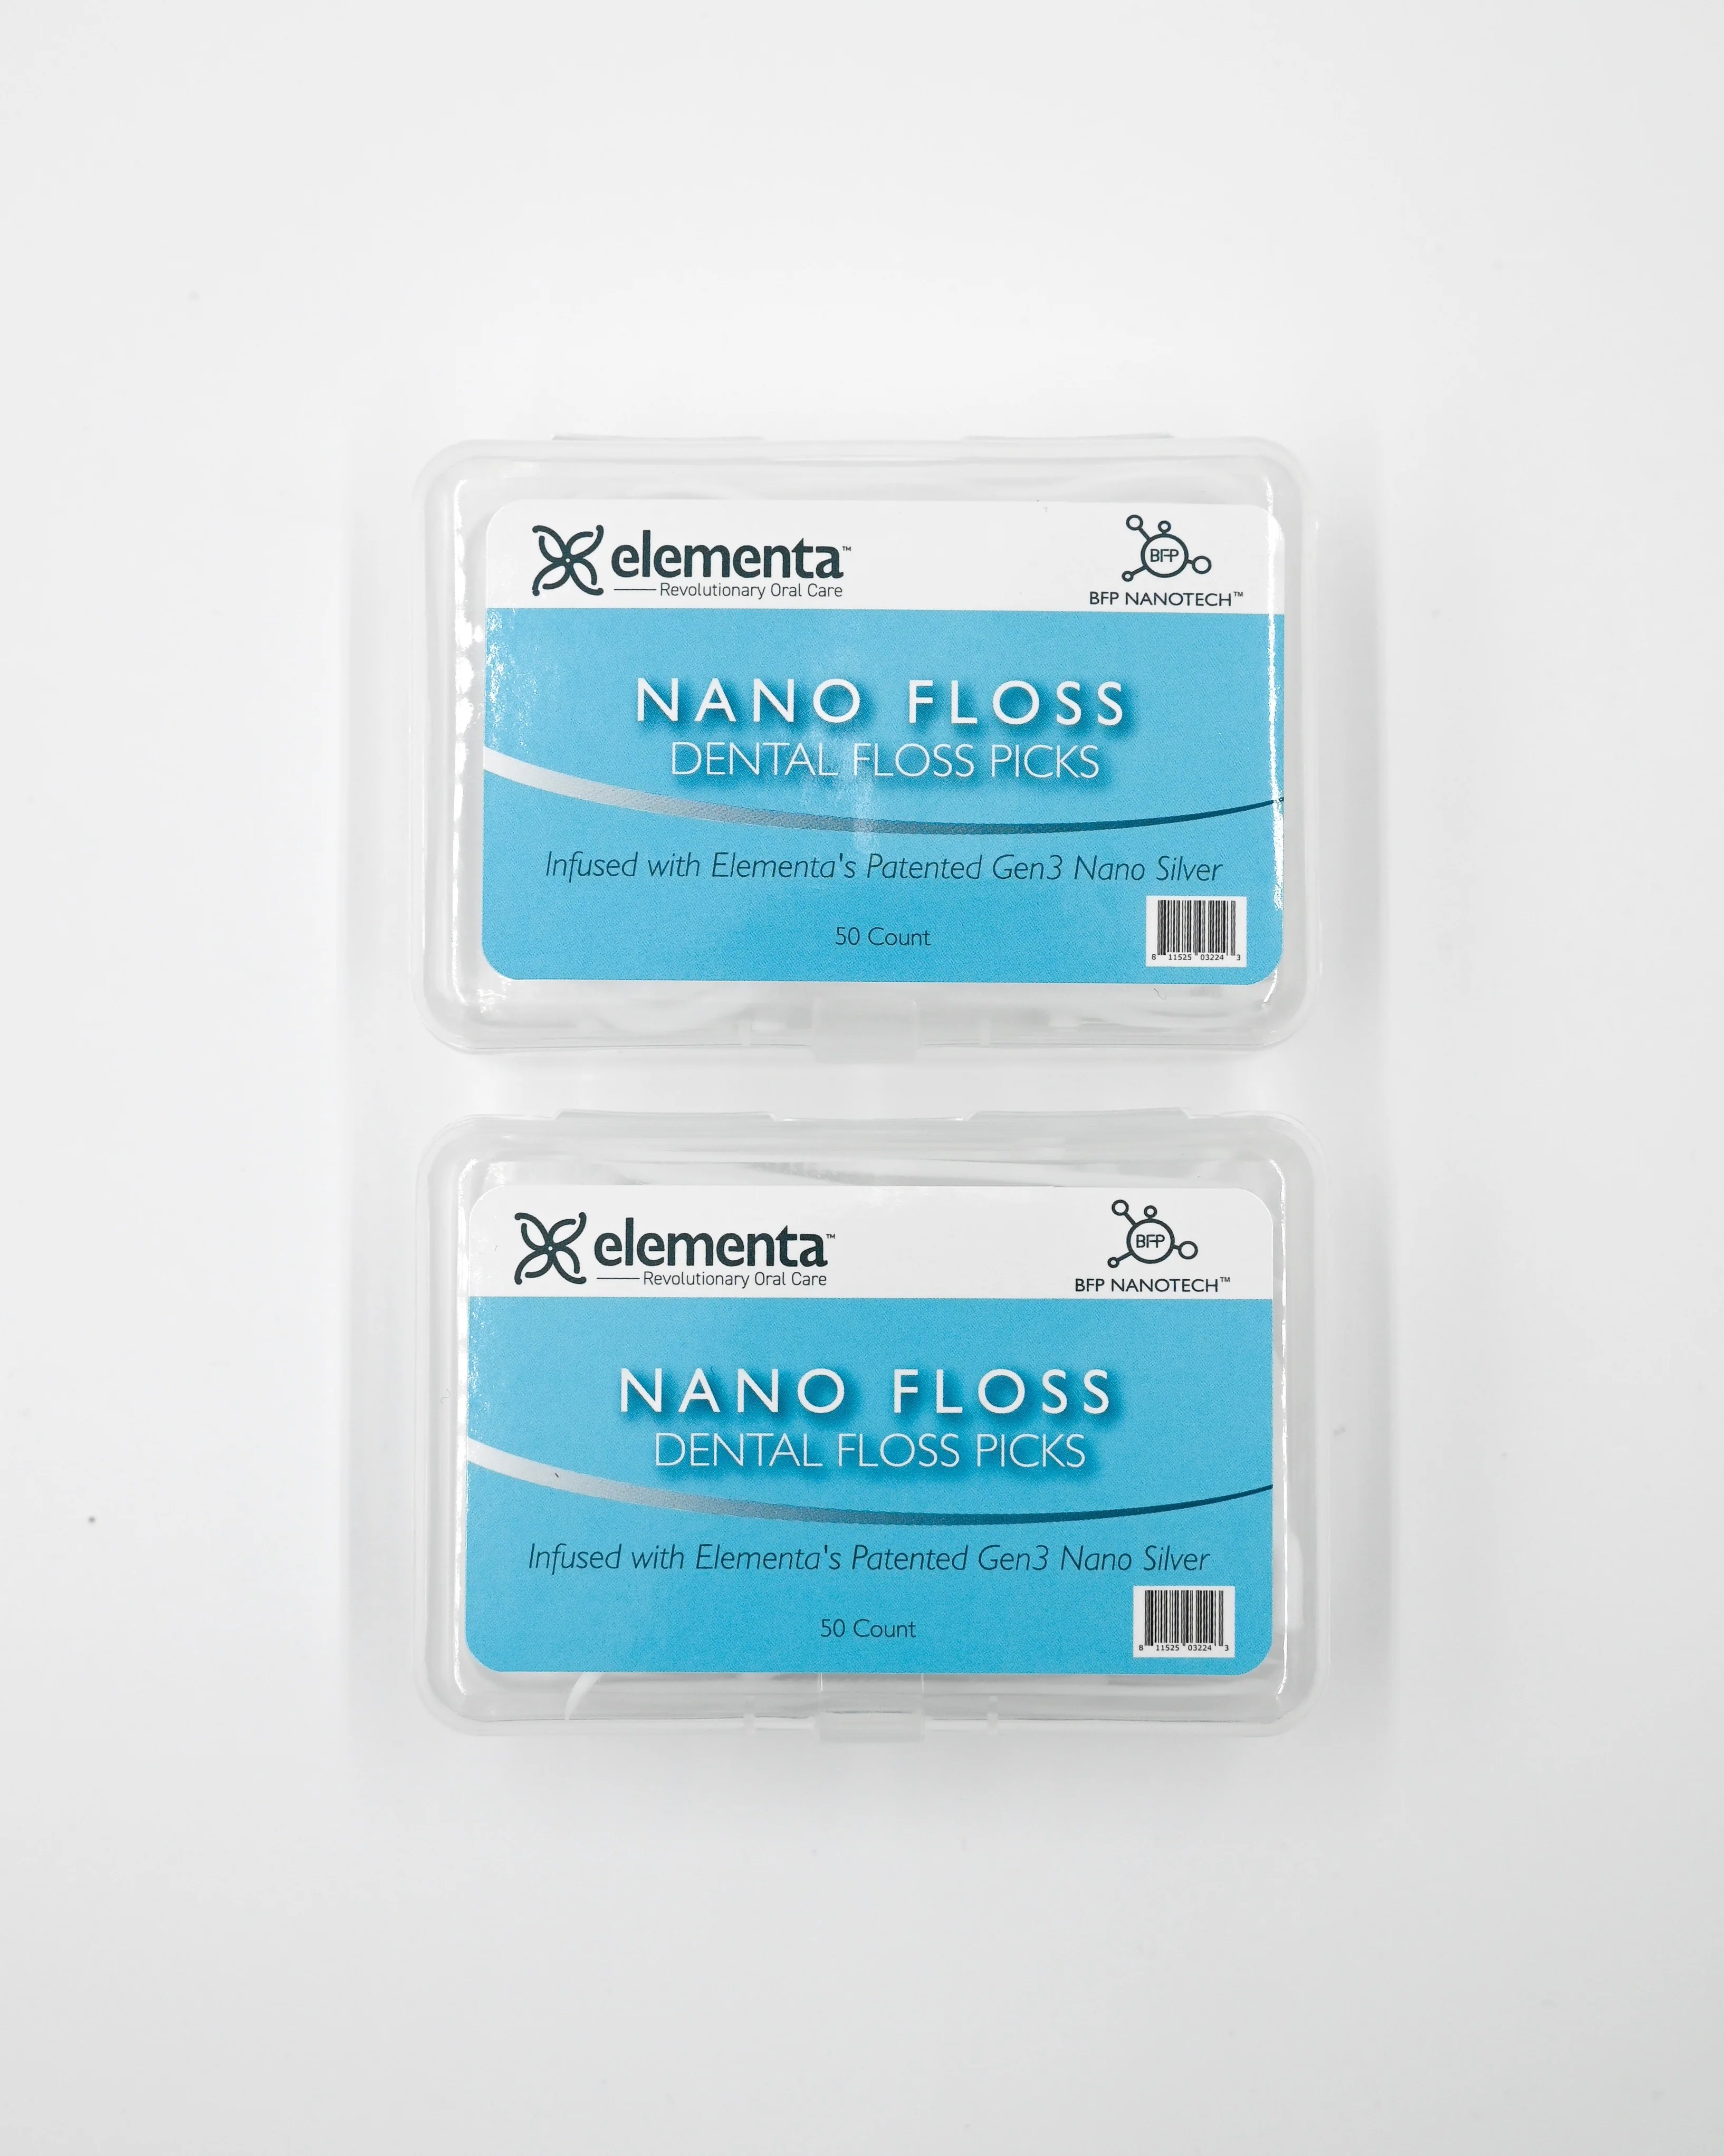 elementa™
Revolutionary Oral Care
BFP
BFP NANOTECH™
NANO FLOSS
DENTAL FLOSS PICKS
Infused with Elementa's Patented Gen3 Nano Silver
50 Count
8 11525 03224 3
elementa™
Revolutionary Oral Care
BFP
BFP NANOTECH™
NANO FLOSS
DENTAL FLOSS PICKS
Infused with Elementa's Patented Gen3 Nano Silver
50 Count
8 11525 03224 3